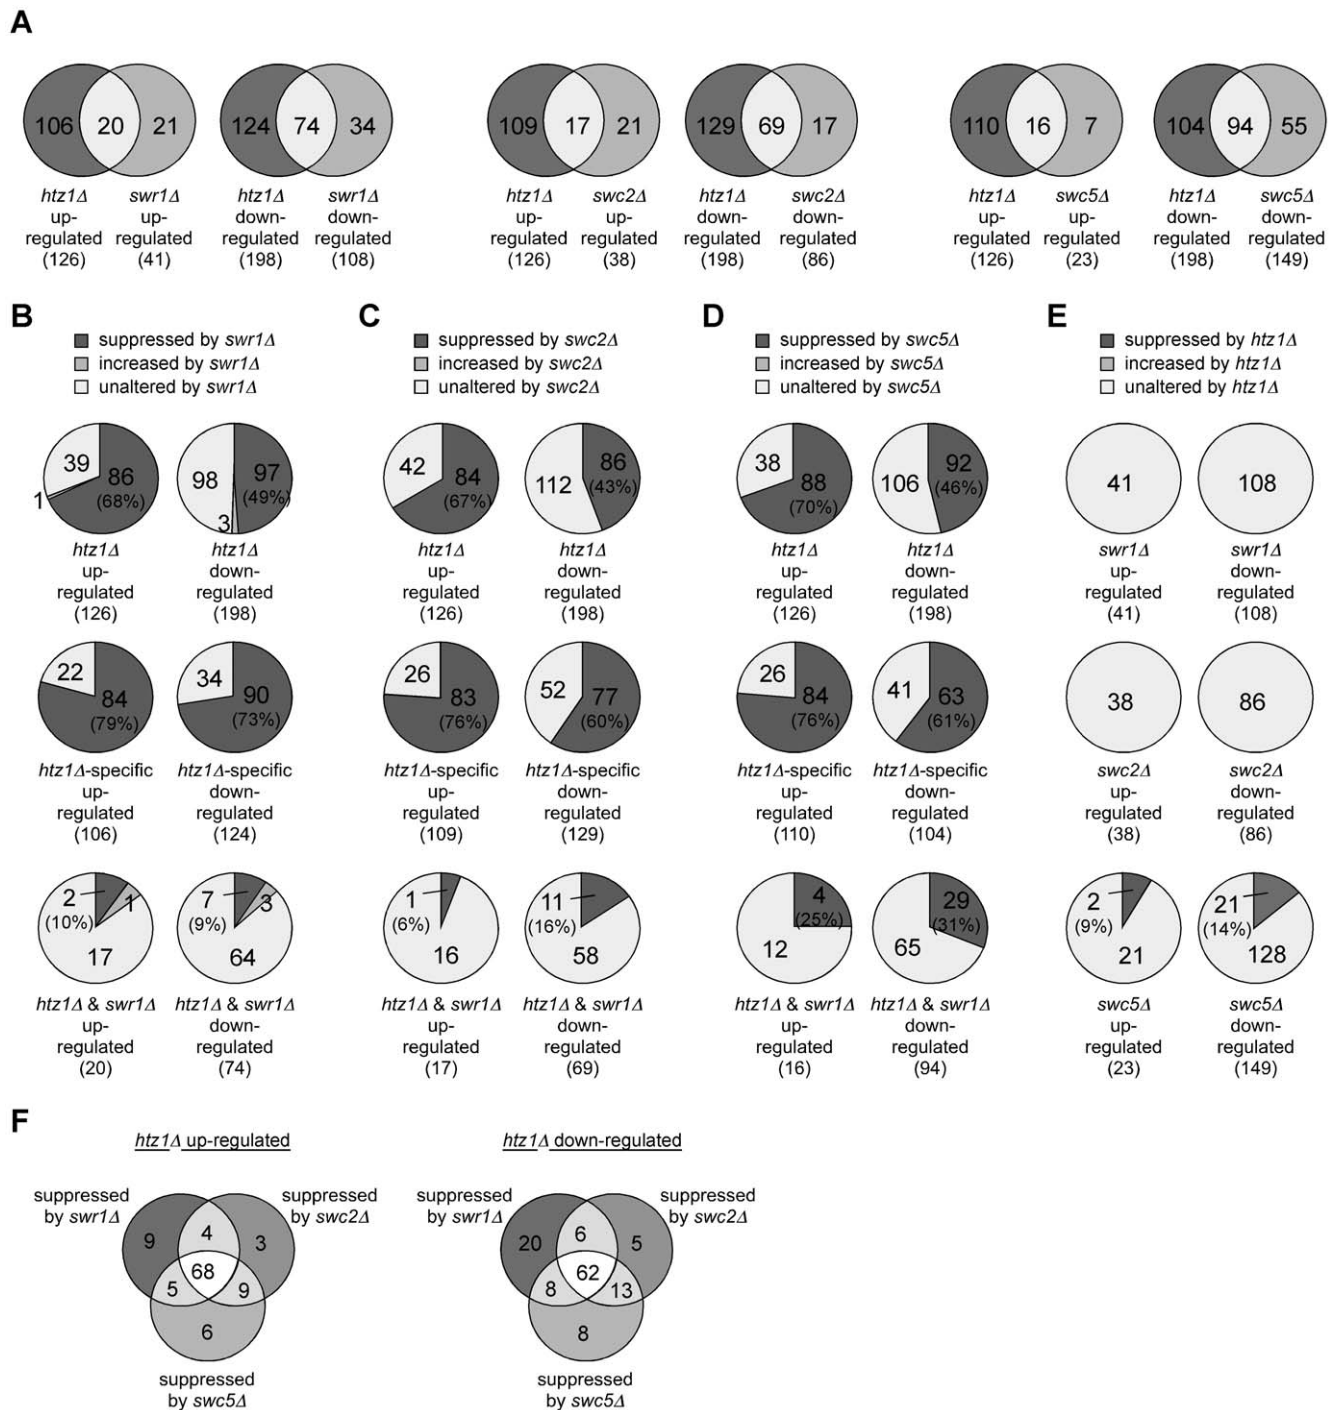 A
106 20 21 124 74 34 109 17 21 129 69 17 110 16 7 104 94 55
htz1Δ swr1Δ htz1Δ swr1Δ htz1Δ swc2Δ htz1Δ swc2Δ htz1Δ swc5Δ htz1Δ swc5Δ
up- up- down- down- up- up- down- down- up- up- down- down-
regulated regulated regulated regulated regulated regulated regulated regulated regulated regulated regulated regulated
(126) (41) (198) (108) (126) (38) (198) (86) (126) (23) (198) (149)
B
suppressed by swr1Δ
increased by swr1Δ
unaltered by swr1Δ
39 86 98 97
1 (68%) (49%)
3
htz1Δ htz1Δ
up- down-
regulated regulated
(126) (198)
22 84 34 90
(79%) (73%)
htz1Δ-specific htz1Δ-specific
up- down-
regulated regulated
(106) (124)
2 1 7 3
(10%) (9%)
17 64
htz1Δ & swr1Δ htz1Δ & swr1Δ
up- down-
regulated regulated
(20) (74)
C
suppressed by swc2Δ
increased by swc2Δ
unaltered by swc2Δ
42 84 112 86
(67%) (43%)
htz1Δ htz1Δ
up- down-
regulated regulated
(126) (198)
26 83 52 77
(76%) (60%)
htz1Δ-specific htz1Δ-specific
up- down-
regulated regulated
(109) (129)
1 11
(6%) (16%)
16 58
htz1Δ & swr1Δ htz1Δ & swr1Δ
up- down-
regulated regulated
(17) (69)
D
suppressed by swc5Δ
increased by swc5Δ
unaltered by swc5Δ
38 88 106 92
(70%) (46%)
htz1Δ htz1Δ
up- down-
regulated regulated
(126) (198)
26 84 41 63
(76%) (61%)
htz1Δ-specific htz1Δ-specific
up- down-
regulated regulated
(110) (104)
4 29
(25%) (31%)
12 65
htz1Δ & swr1Δ htz1Δ & swr1Δ
up- down-
regulated regulated
(16) (94)
E
suppressed by htz1Δ
increased by htz1Δ
unaltered by htz1Δ
41 108
swr1Δ swr1Δ
up- down-
regulated regulated
(41) (108)
38 86
swc2Δ swc2Δ
up- down-
regulated regulated
(38) (86)
2 21
(9%) (14%)
21 128
swc5Δ swc5Δ
up- down-
regulated regulated
(23) (149)
F
htz1Δ up-regulated
suppressed suppressed
by swr1Δ by swc2Δ
9 4 3
68
5 9
6
suppressed
by swc5Δ
htz1Δ down-regulated
suppressed suppressed
by swr1Δ by swc2Δ
20 6 5
62
8 13
8
suppressed
by swc5Δ